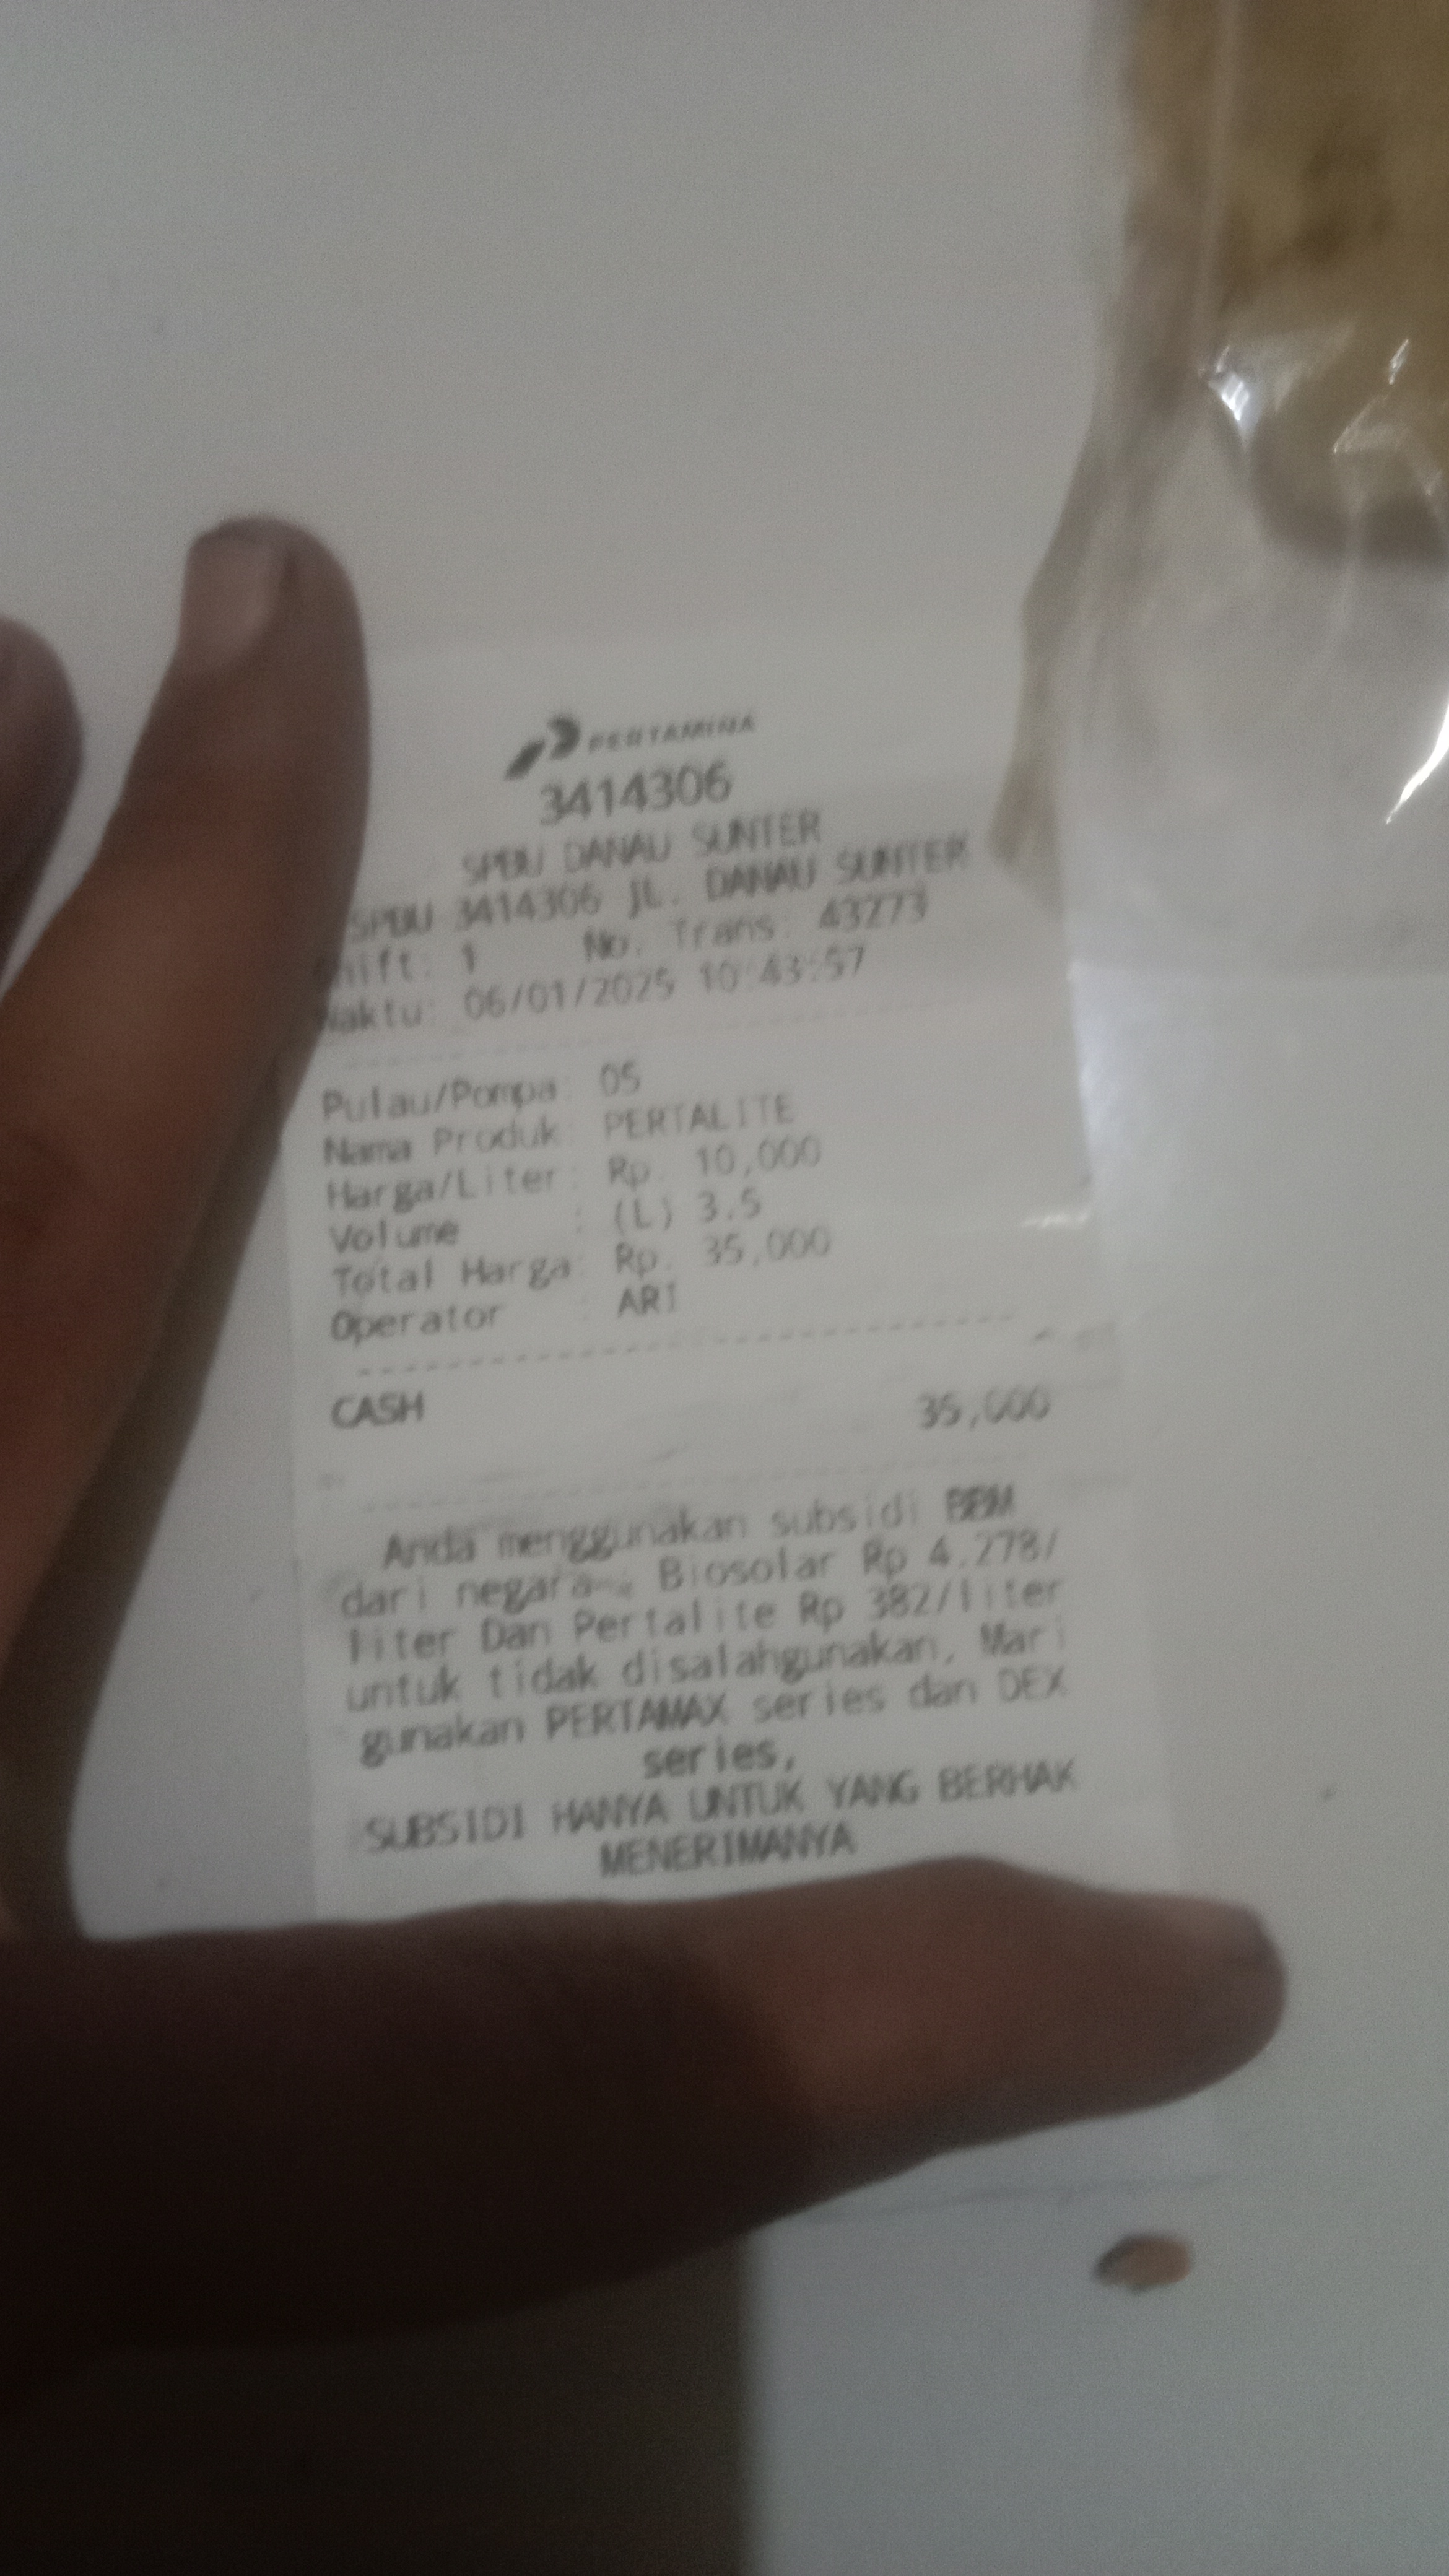 PERTAMINA
3414306
SPBU DANAU SUNTER
SPBU 3414306 JL. DANAU SUNTER
Shift: 1 No. Trans: 43273
Waktu: 06/01/2025 10:43:57
Pulau/Pompa: 05
Nama Produk: PERTALITE
Harga/Liter: Rp. 10,000
Volume : (L) 3.5
Total Harga: Rp. 35,000
Operator : ARI
CASH 35,000
Anda menggunakan subsidi BBM
dari negara : Biosolar Rp 4.278/
liter Dan Pertalite Rp 382/liter
untuk tidak disalahgunakan, Mari
gunakan PERTAMAX series dan DEX
series,
SUBSIDI HANYA UNTUK YANG BERHAK
MENERIMANYA